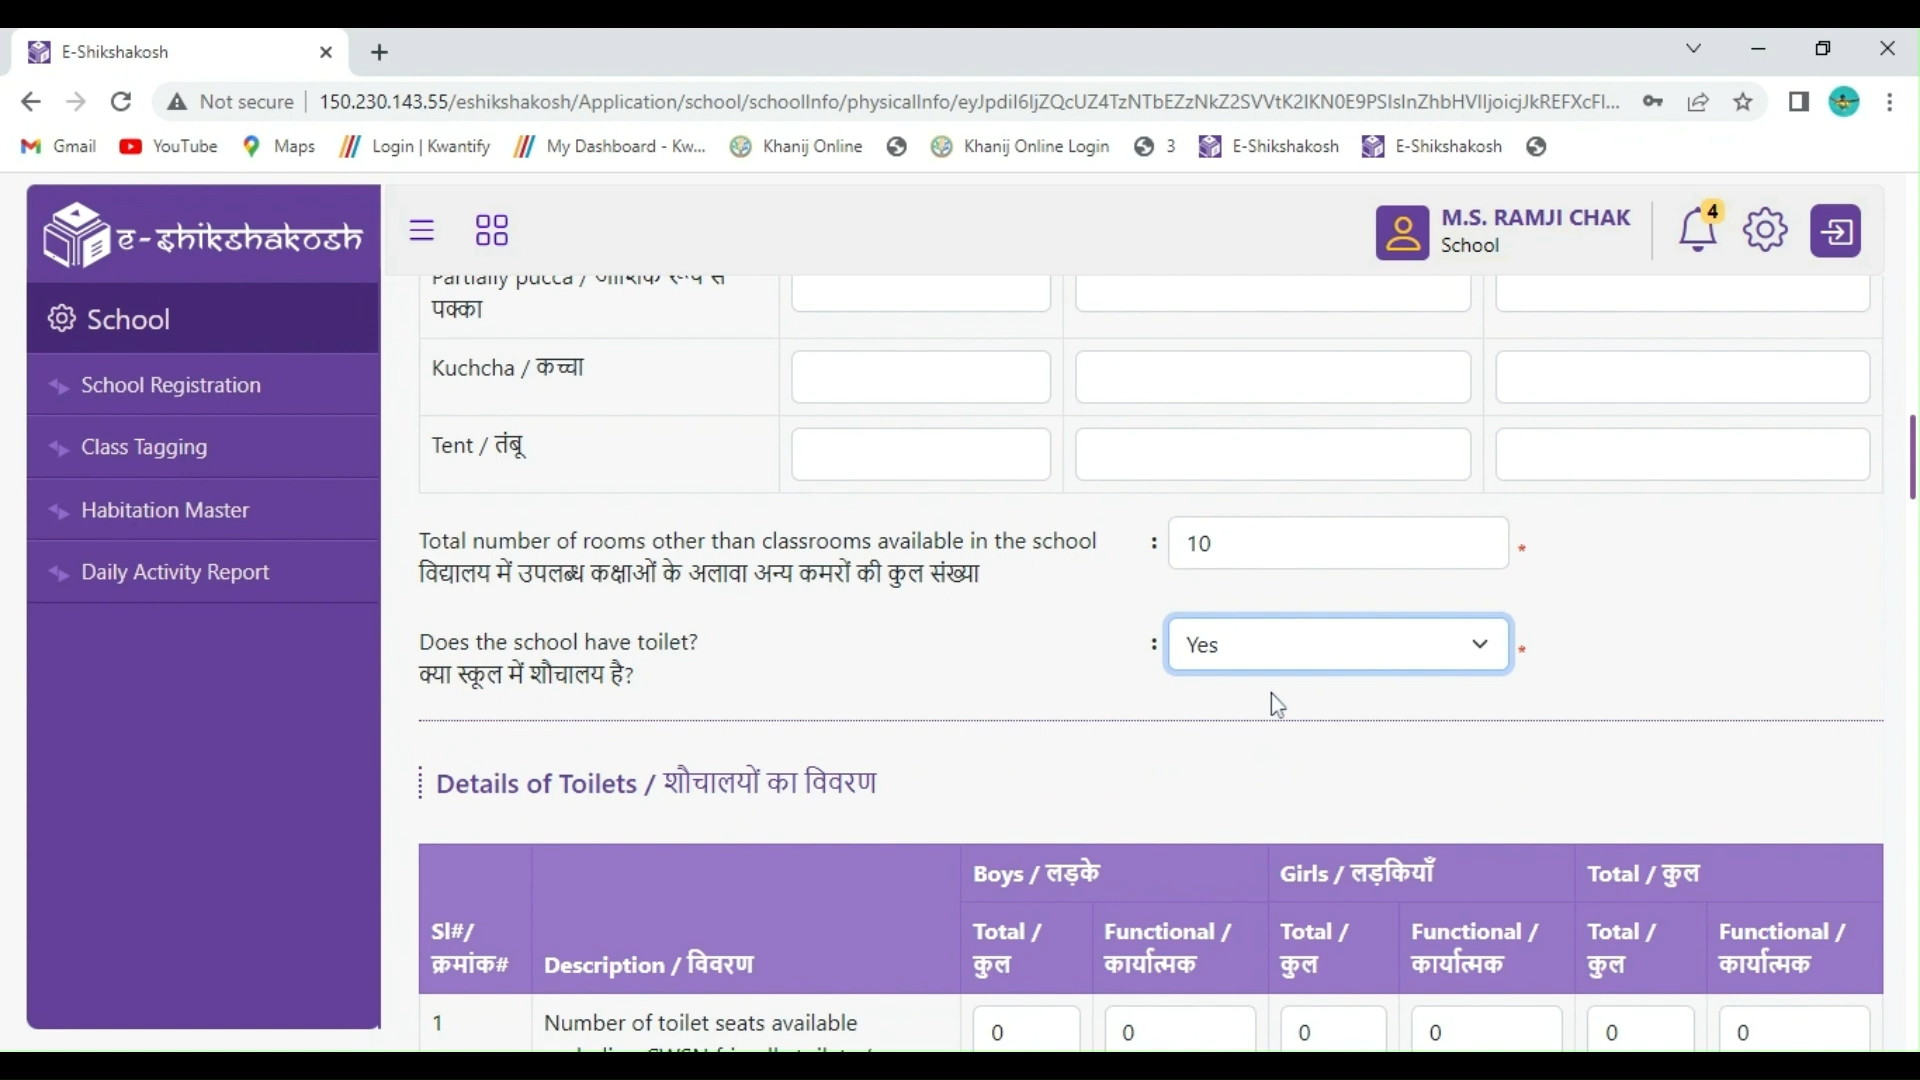 E-Shikshakosh
Not secure
150.230.143.55/eshikshakosh/Application/school/schoolInfo/physicalInfo/
Gmail
YouTube
Maps
Login | Kwantify
My Dashboard - Kw...
Khanij Online
Khanij Online Login
3
E-Shikshakosh
E-Shikshakosh
e-shikshakosh
M.S. RAMJI CHAK
School
4
School
School Registration
Class Tagging
Habitation Master
Daily Activity Report
Partially pucca / आंशिक रूप से
पक्का
Kuchcha / कच्चा
Tent / तंबू
Total number of rooms other than classrooms available in the school : 10 *
विद्यालय में उपलब्ध कक्षाओं के अलावा अन्य कमरों की कुल संख्या
Does the school have toilet? : Yes *
क्या स्कूल में शौचालय है?
Details of Toilets / शौचालयों का विवरण
Boys / लड़के Girls / लड़कियाँ Total / कुल
Sl#/ Total / Functional / Total / Functional / Total / Functional /
क्रमांक# Description / विवरण कुल कार्यात्मक कुल कार्यात्मक कुल कार्यात्मक
1 Number of toilet seats available 0 0 0 0 0 0